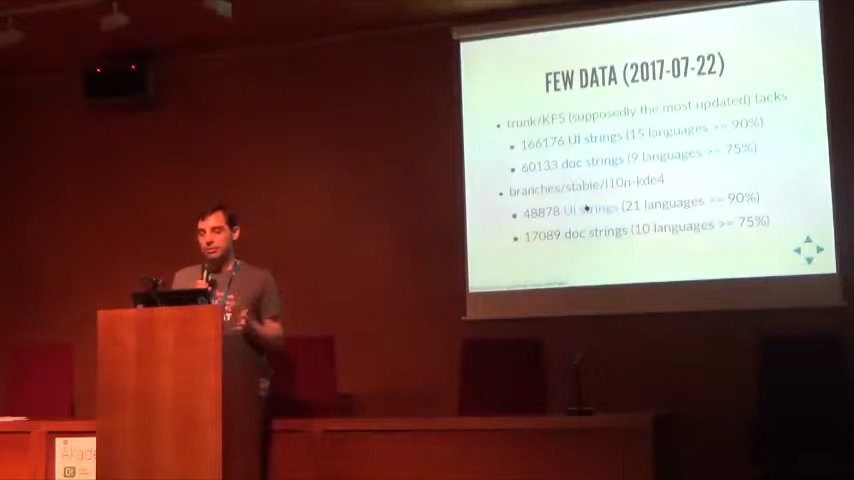 FEW DATA (2017-07-22)
trunk/KF5 (supposedly the most updated) tacks
166176 UI strings (15 languages >= 90%)
60133 doc strings (9 languages >= 75%)
branches/stable/l10n-kde4
48878 UI strings (21 languages >= 90%)
17089 doc strings (10 languages >= 75%)
Akade
Qt